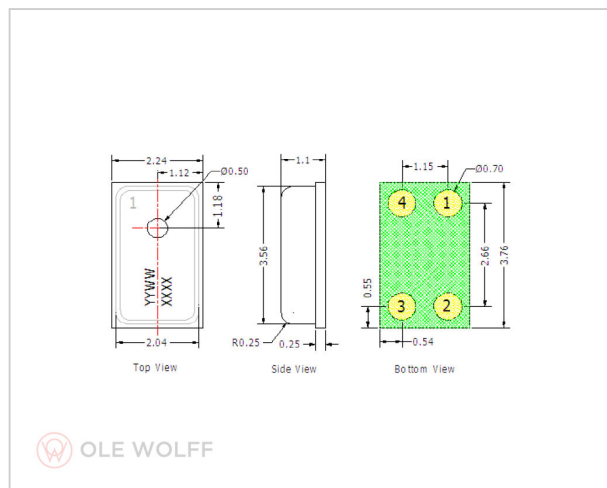 2.24
1.12
Ø0.50
1
1.18
YYWW
XXXX
2.04
Top View
1.1
3.56
R0.25
0.25
Side View
1.15
Ø0.70
4
1
2.66
3.76
0.55
3
2
0.54
Bottom View
OLE WOLFF